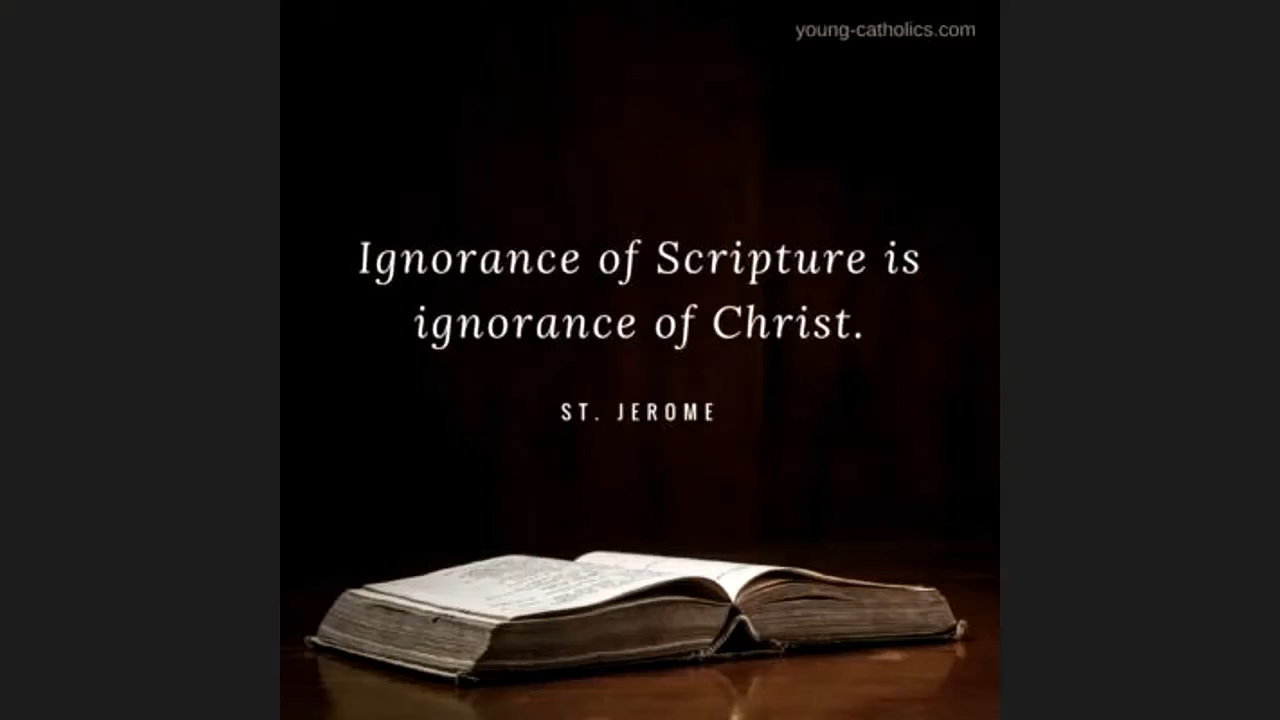 young-catholics.com
Ignorance of Scripture is
ignorance of Christ.
ST. JEROME